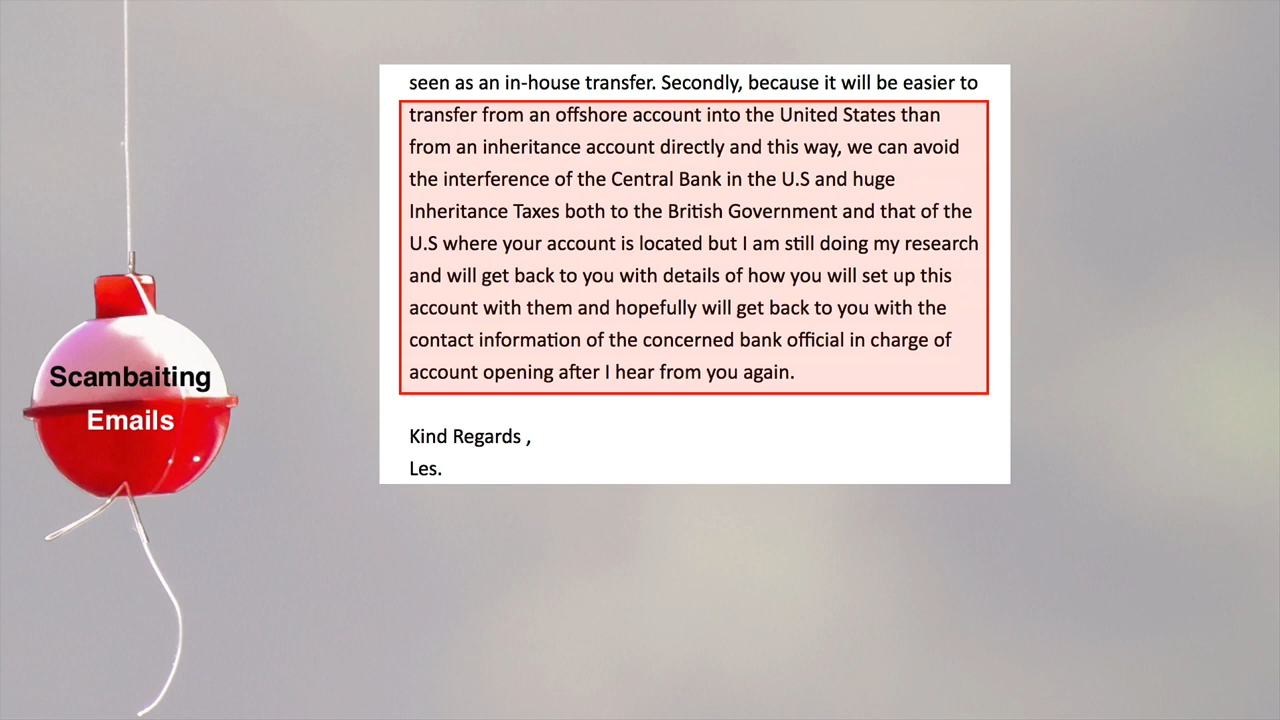 Scambaiting
Emails
seen as an in-house transfer. Secondly, because it will be easier to
transfer from an offshore account into the United States than
from an inheritance account directly and this way, we can avoid
the interference of the Central Bank in the U.S and huge
Inheritance Taxes both to the British Government and that of the
U.S where your account is located but I am still doing my research
and will get back to you with details of how you will set up this
account with them and hopefully will get back to you with the
contact information of the concerned bank official in charge of
account opening after I hear from you again.
Kind Regards ,
Les.